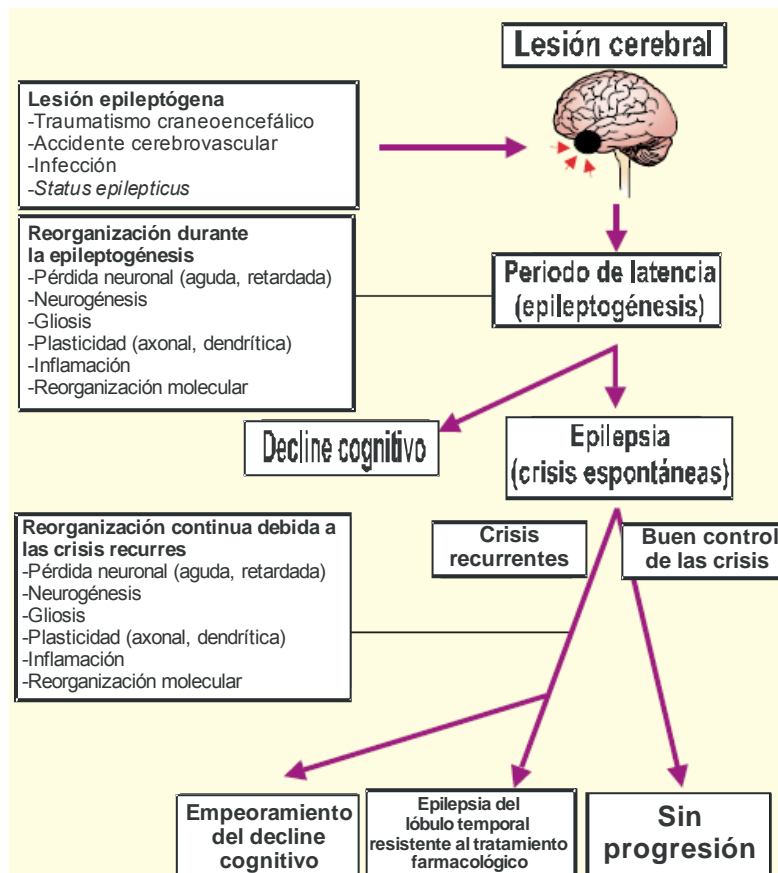 Lesión cerebral
Lesión epileptógena
-Traumatismo craneoencefálico
-Accidente cerebrovascular
-Infección
-Status epilepticus
Reorganización durante
la epileptogénesis
-Pérdida neuronal (aguda, retardada)
-Neurogénesis
-Gliosis
-Plasticidad (axonal, dendrítica)
-Inflamación
-Reorganización molecular
Periodo de latencia
(epileptogénesis)
Decline cognitivo
Epilepsia
(crisis espontáneas)
Reorganización continua debida a
las crisis recurres
-Pérdida neuronal (aguda, retardada)
-Neurogénesis
-Gliosis
-Plasticidad (axonal, dendrítica)
-Inflamación
-Reorganización molecular
Crisis
recurrentes
Buen control
de las crisis
Empeoramiento
del decline
cognitivo
Epilepsia del
lóbulo temporal
resistente al tratamiento
farmacológico
Sin
progresión